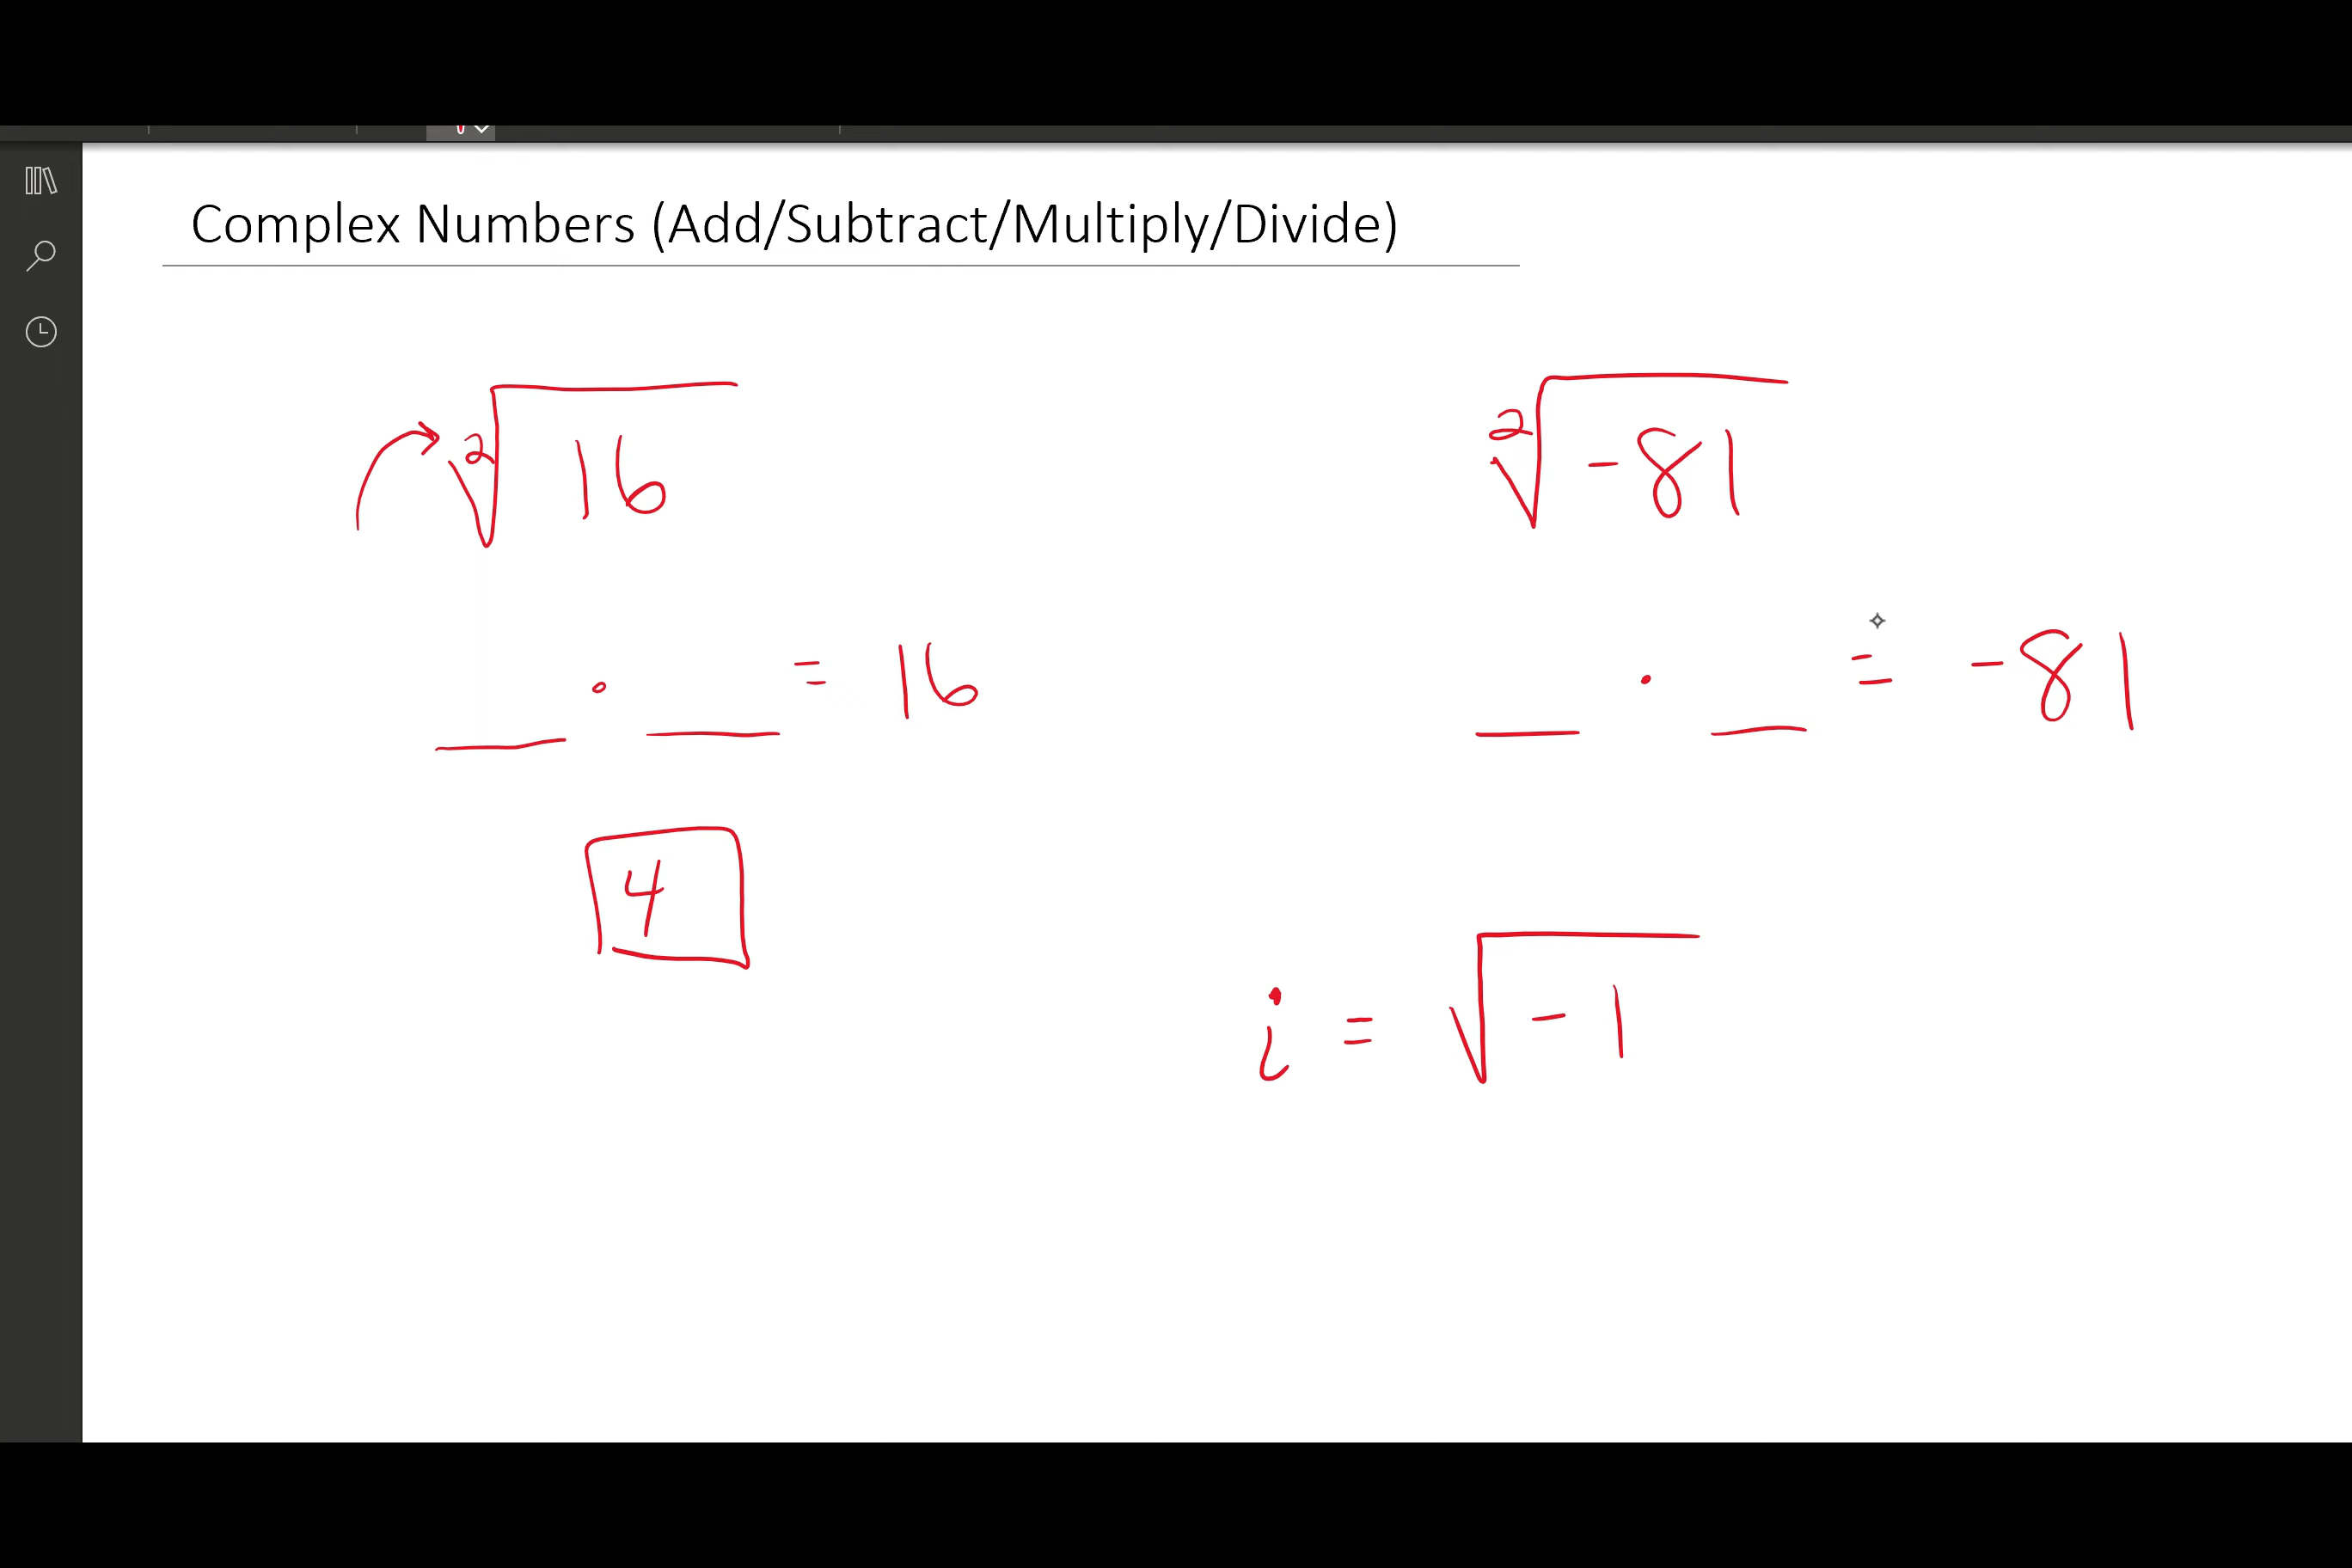 Complex Numbers (Add/Subtract/Multiply/Divide)
²√16
²√-81
__ · __ = 16
__ · __ = -81
4
i = √-1